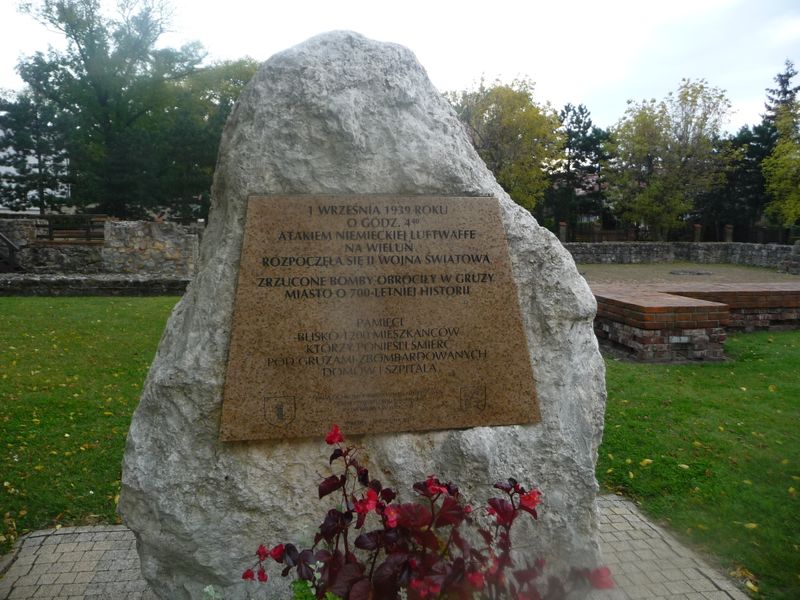 1 WRZEŚNIA 1939 ROKU
O GODZ. 4⁴⁰
ATAKIEM NIEMIECKIEJ LUFTWAFFE
NA WIELUŃ
ROZPOCZĘŁA SIĘ II WOJNA ŚWIATOWA
ZRZUCONE BOMBY OBRÓCIŁY W GRUZY
MIASTO O 700-LETNIEJ HISTORII
PAMIĘCI
BLISKO 1200 MIESZKAŃCÓW
KTÓRZY PONIEŚLI ŚMIERĆ
POD GRUZAMI ZBOMBARDOWANYCH
DOMÓW I SZPITALA